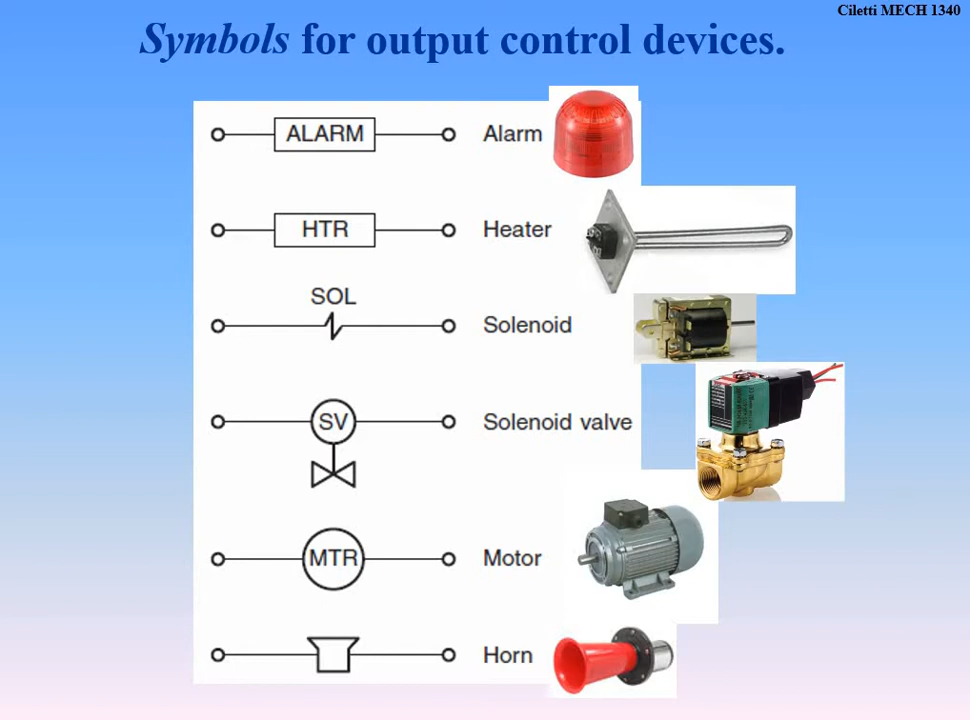 Ciletti MECH 1340
Symbols for output control devices.
ALARM Alarm
HTR Heater
SOL
Solenoid
SV Solenoid valve
MTR Motor
Horn